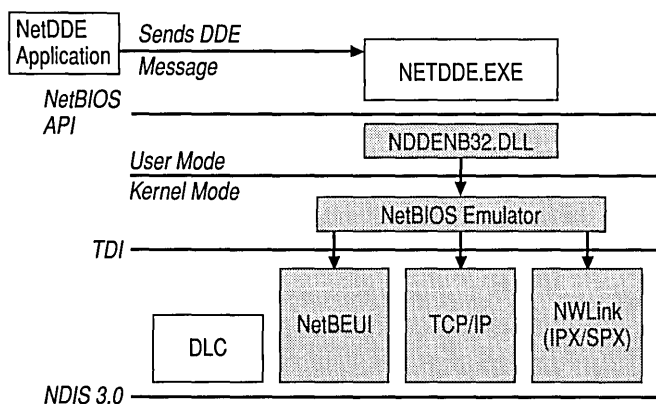 NetDDE
Application
Sends DDE
Message
NETDDE.EXE
NetBIOS
API
NDDENB32.DLL
User Mode
Kernel Mode
NetBIOS Emulator
TDI
NetBEUI
TCP/IP
NWLink
(IPX/SPX)
DLC
NDIS 3.0